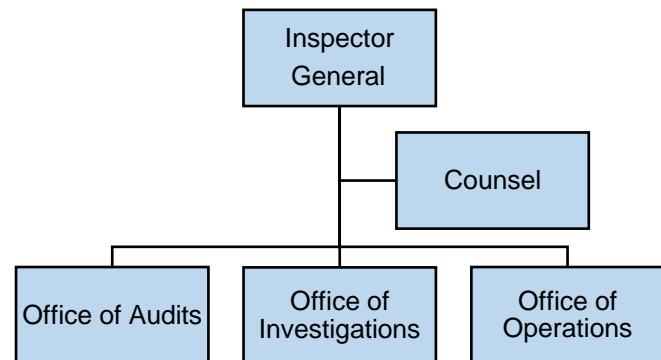 Inspector
General
Counsel
Office of Audits
Office of
Investigations
Office of
Operations